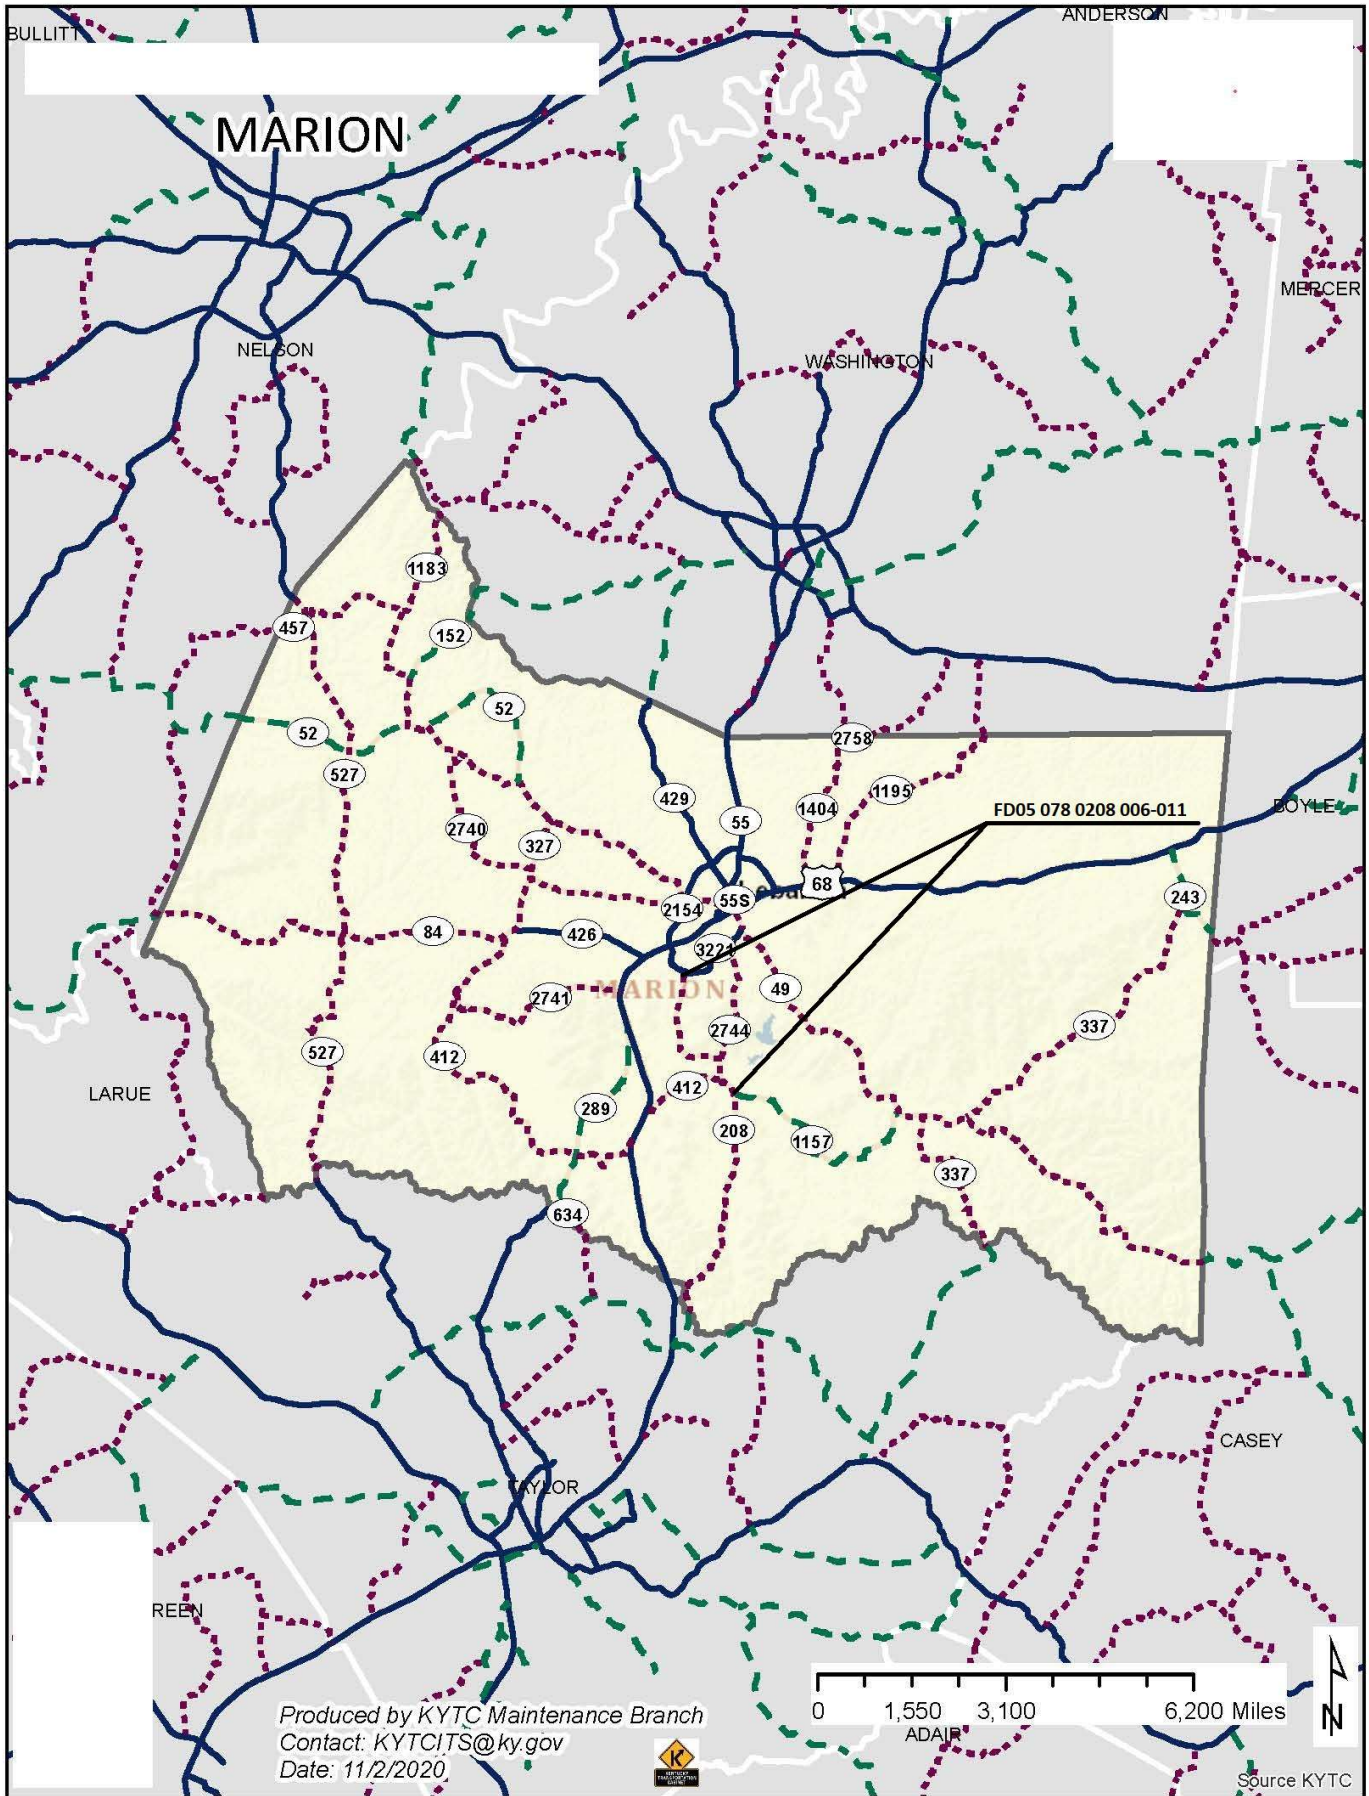 BULLITT
ANDERSON
MARION
MERCER
NELSON
WASHINGTON
1183
457
152
52
52
2758
527
429
1195
55
1404
FD05 078 0208 006-011
BOYLE
2740
327
68
55S
243
2154
84
426
3221
49
2741
MARION
337
2744
527
412
412
LARUE
289
208
1157
337
634
CASEY
TAYLOR
REEN
0 1,550 3,100 6,200 Miles
N
ADAIR
Produced by KYTC Maintenance Branch
Contact: KYTCITS@ky.gov
Date: 11/2/2020
KENTUCKY
TRANSPORTATION
CABINET
Source KYTC